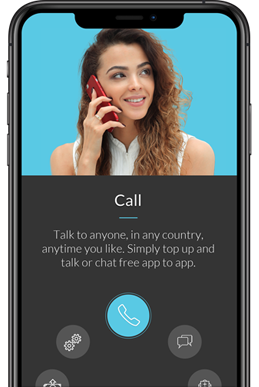 Call
Talk to anyone, in any country,
anytime you like. Simply top up and
talk or chat free app to app.